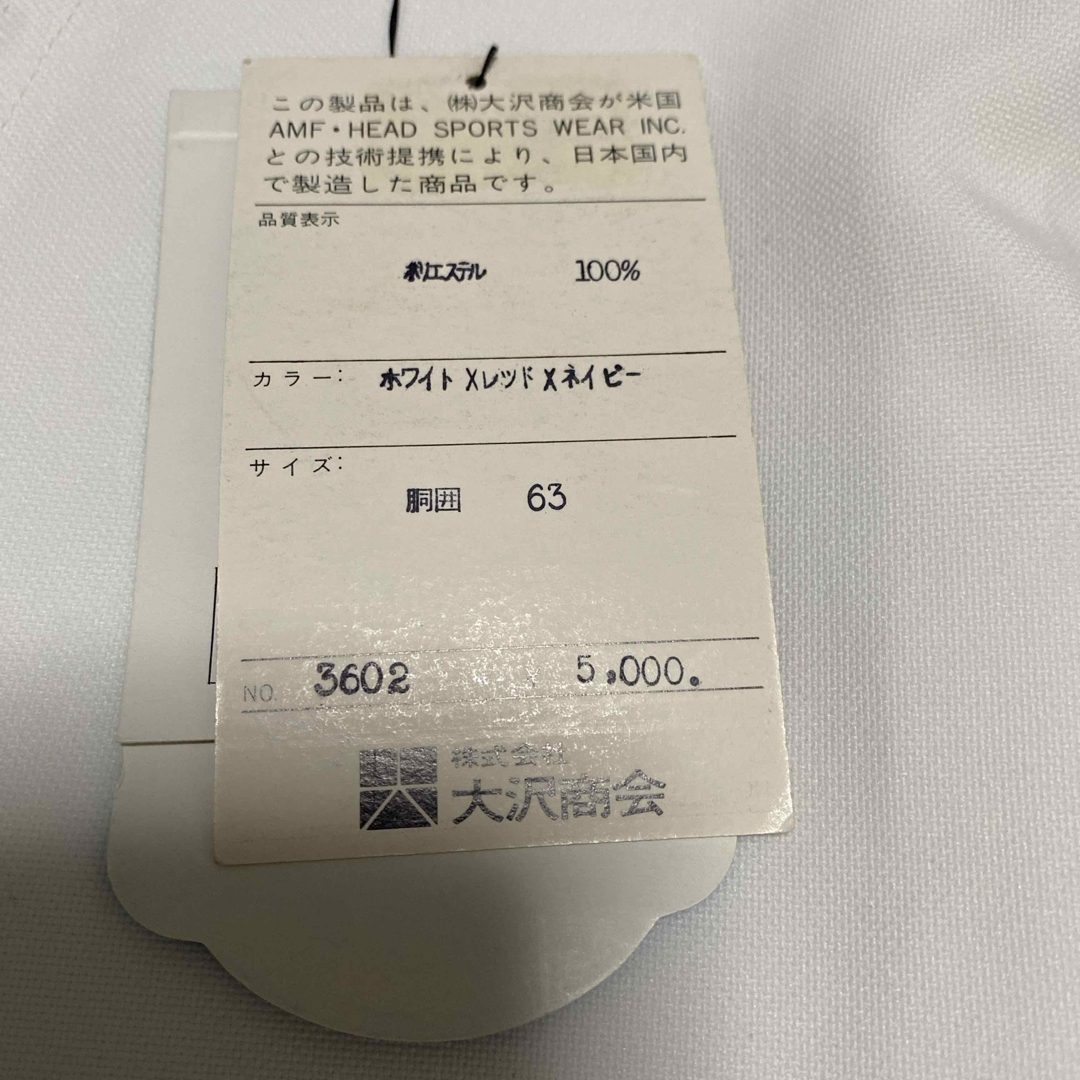 この製品は、㈱大沢商会が米国
AMF・HEAD SPORTS WEAR INC.
との技術提携により、日本国内
で製造した商品です。
品質表示
ポリエステル 100%
カラー: ホワイト X レッド X ネイビー
サイズ:
胴囲 63
NO. 3602 5,000.
株式会社
大沢商会